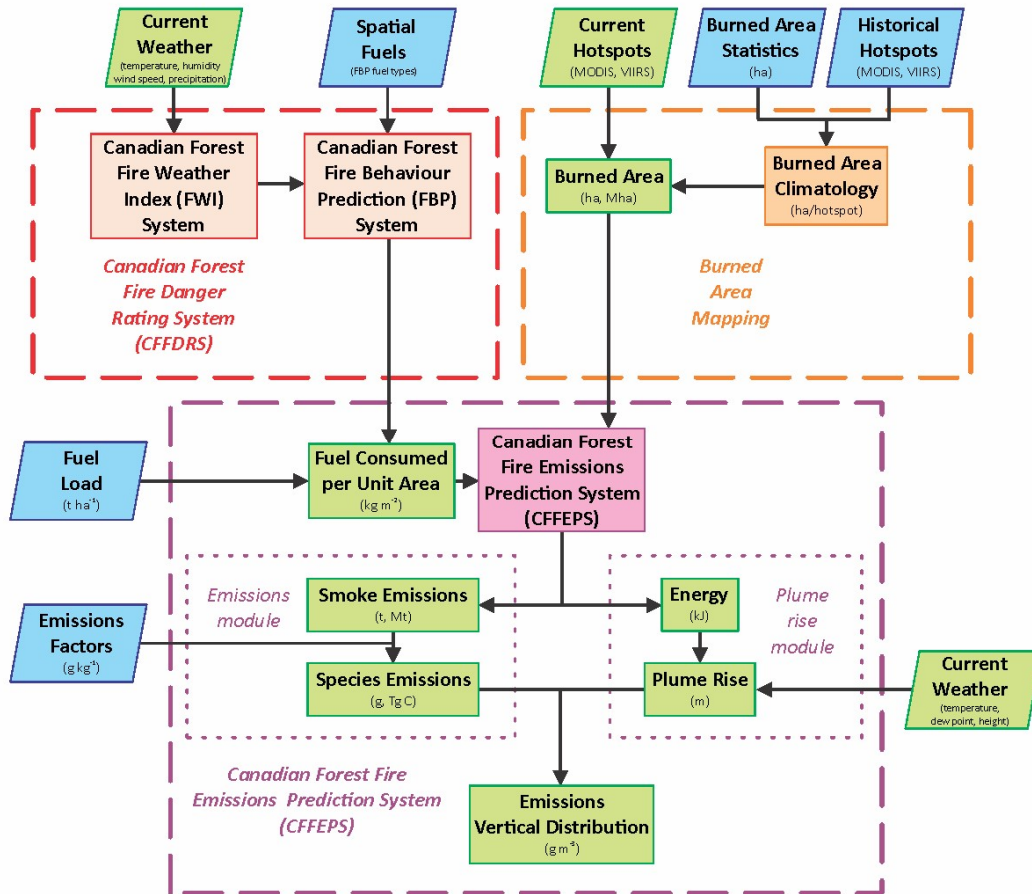 Current
Weather
(temperature, humidity
wind speed, precipitation)
Spatial
Fuels
(FBP fuel types)
Current
Hotspots
(MODIS, VIIRS)
Burned Area
Statistics
(ha)
Historical
Hotspots
(MODIS, VIIRS)
Canadian Forest
Fire Weather
Index (FWI)
System
Canadian Forest
Fire Behaviour
Prediction (FBP)
System
Burned Area
(ha, Mha)
Burned Area
Climatology
(ha/hotspot)
Canadian Forest
Fire Danger
Rating System
(CFFDRS)
Burned
Area
Mapping
Fuel
Load
(t ha⁻¹)
Fuel Consumed
per Unit Area
(kg m⁻²)
Canadian Forest
Fire Emissions
Prediction System
(CFFEPS)
Emissions
module
Smoke Emissions
(t, Mt)
Energy
(kJ)
Plume
rise
module
Emissions
Factors
(g kg⁻¹)
Species Emissions
(g, Tg C)
Plume Rise
(m)
Current
Weather
(temperature,
dew point, height)
Canadian Forest Fire
Emissions Prediction System
(CFFEPS)
Emissions
Vertical Distribution
(g m⁻³)